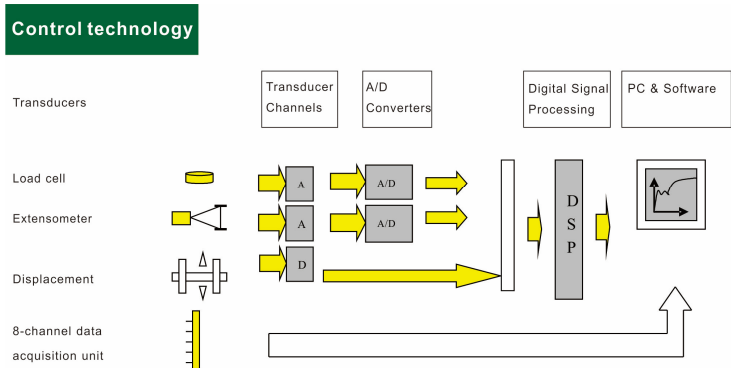 Control technology
Transducer
Channels
A/D
Converters
Digital Signal
Processing
PC & Software
Transducers
Load cell
A
A/D
Extensometer
A
A/D
D
S
P
D
Displacement
8-channel data
acquisition unit